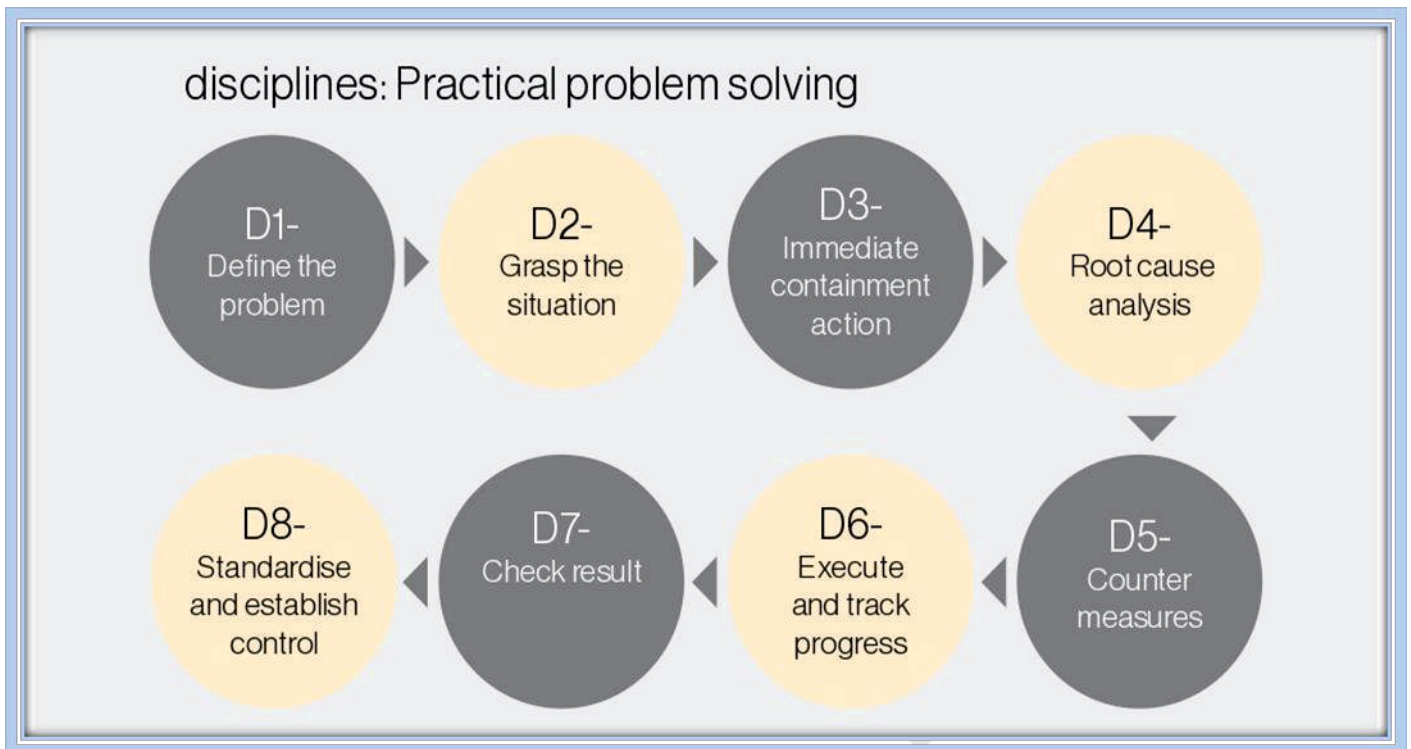 disciplines: Practical problem solving
D1-
Define the
problem
D2-
Grasp the
situation
D3-
Immediate
containment
action
D4-
Root cause
analysis
D5-
Counter
measures
D6-
Execute
and track
progress
D7-
Check result
D8-
Standardise
and establish
control